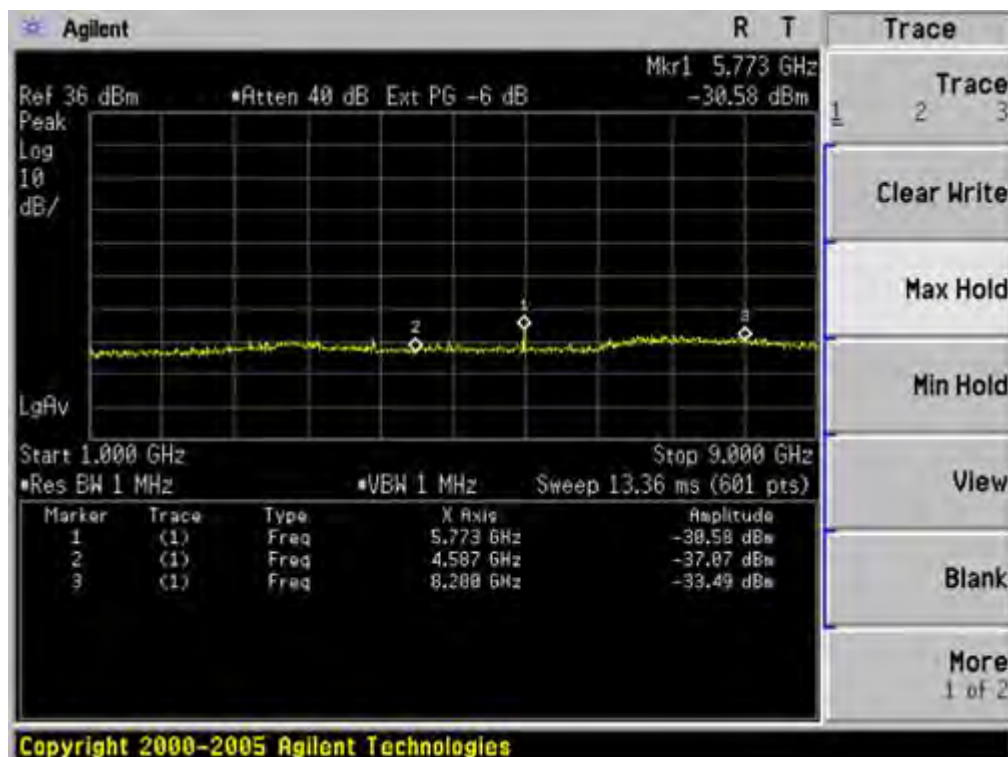 Agilent R T Trace
Mkr1 5.773 GHz
Ref 36 dBm *Atten 40 dB Ext PG -6 dB -30.58 dBm
Peak
Log
10
dB/
1
2
3
LgAv
Start 1.000 GHz Stop 9.000 GHz
*Res BW 1 MHz *VBW 1 MHz Sweep 13.36 ms (601 pts)
Marker Trace Type X Axis Amplitude
1 (1) Freq 5.773 GHz -30.58 dBm
2 (1) Freq 4.587 GHz -37.07 dBm
3 (1) Freq 8.200 GHz -33.49 dBm
Trace
1 2 3
Clear Write
Max Hold
Min Hold
View
Blank
More
1 of 2
Copyright 2000-2005 Agilent Technologies